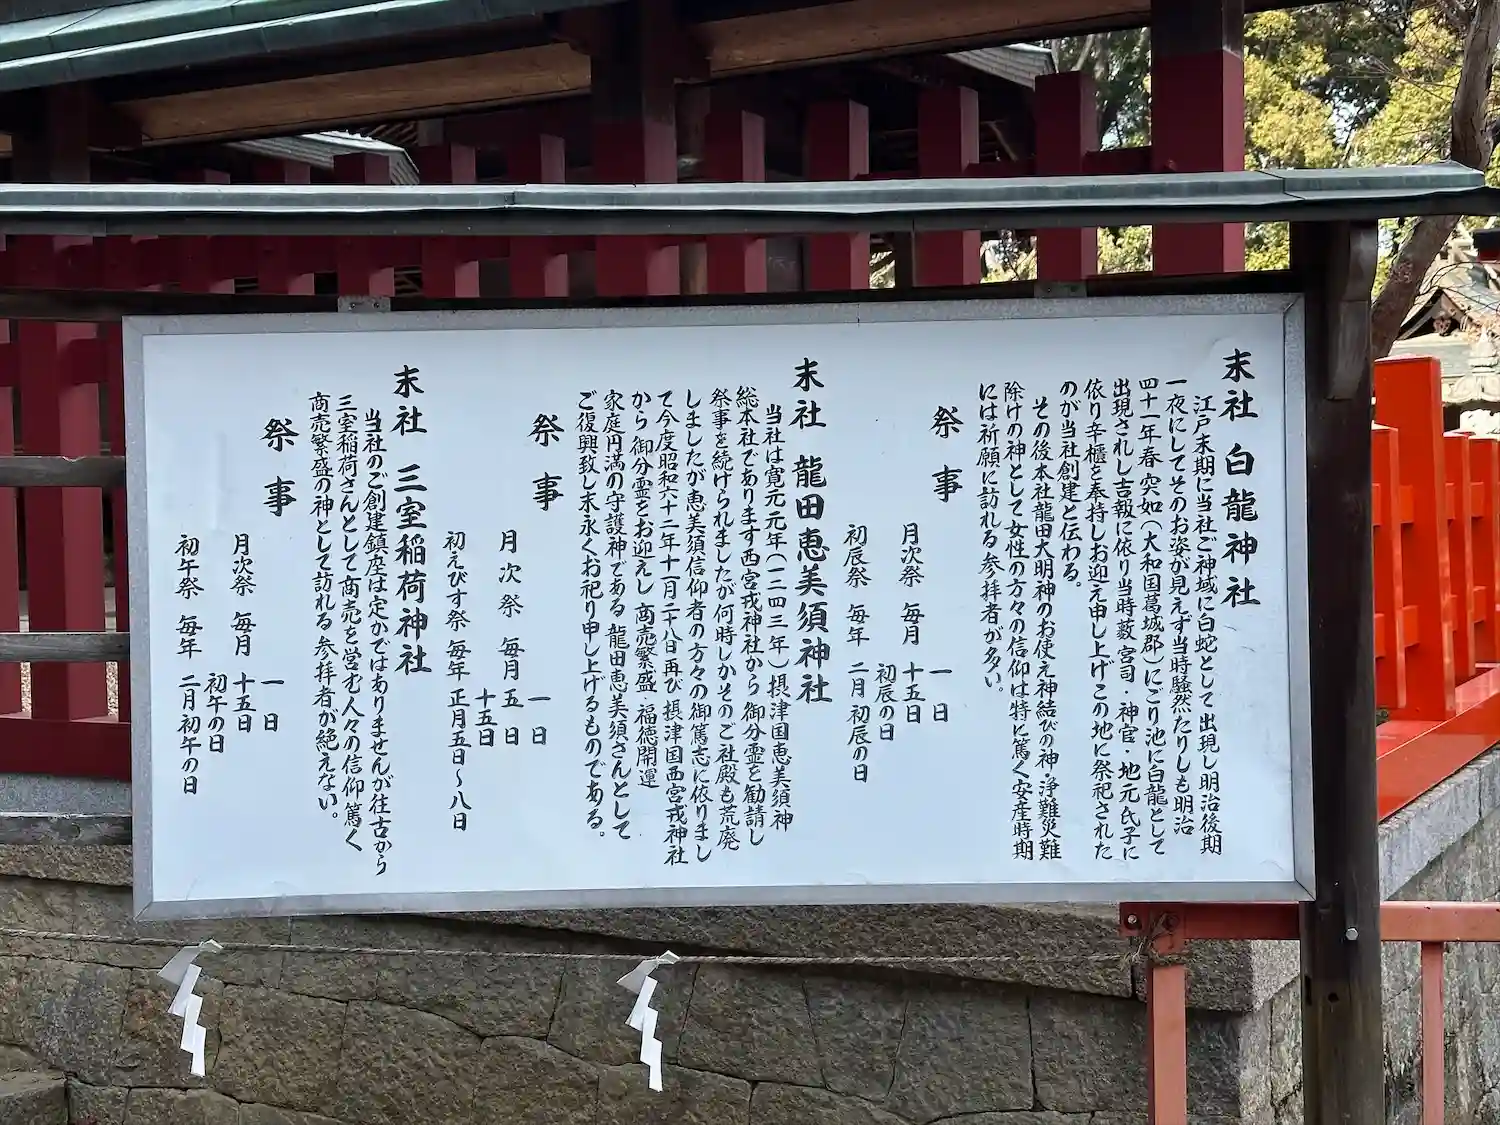 末社 白龍神社
江戸末期に当社ご神域に白蛇として出現し明治後期
一夜にしてそのお姿が見えず当時騒然たりしも明治
四十一年春突如(大和国葛城郡)にごり池に白龍として
出現されし吉報に依り当時薮宮司・神官・地元氏子に
依り辛櫃を奉持しお迎え申し上げこの地に祭祀された
のが当社創建と伝わる。
その後本社龍田大明神のお使え神結びの神・浄難災難
除けの神として女性の方々の信仰は特に篤く安産時期
には祈願に訪れる参拝者が多い。
祭事
月次祭 毎月 一日
十五日
初辰の日
初辰祭 毎年 二月初辰の日
末社 龍田恵美須神社
当社は寛元元年(一二四三年)摂津国恵美須神
総本社であります西宮戎神社から御分霊を勧請し
祭事を続けられましたが何時しかそのご社殿も荒廃
しましたが恵美須信仰者の方々の御篤志に依りまし
て今度昭和六十二年十一月二十八日再び摂津国西宮戎神社
から御分霊をお迎えし商売繁盛・福徳開運
家庭円満の守護神である龍田恵美須さんとして
ご復興致し末永くお祀り申し上げるものである。
祭事
月次祭 毎月 一日
五日
十五日
初えびす祭 毎年 正月五日〜八日
末社 三室稲荷神社
当社のご創建鎮座は定かではありませんが往古から
三室稲荷さんとして商売を営む人々の信仰篤く
商売繁盛の神として訪れる参拝者が絶えない。
祭事
月次祭 毎月 一日
十五日
初午の日
初午祭 毎年 二月初午の日